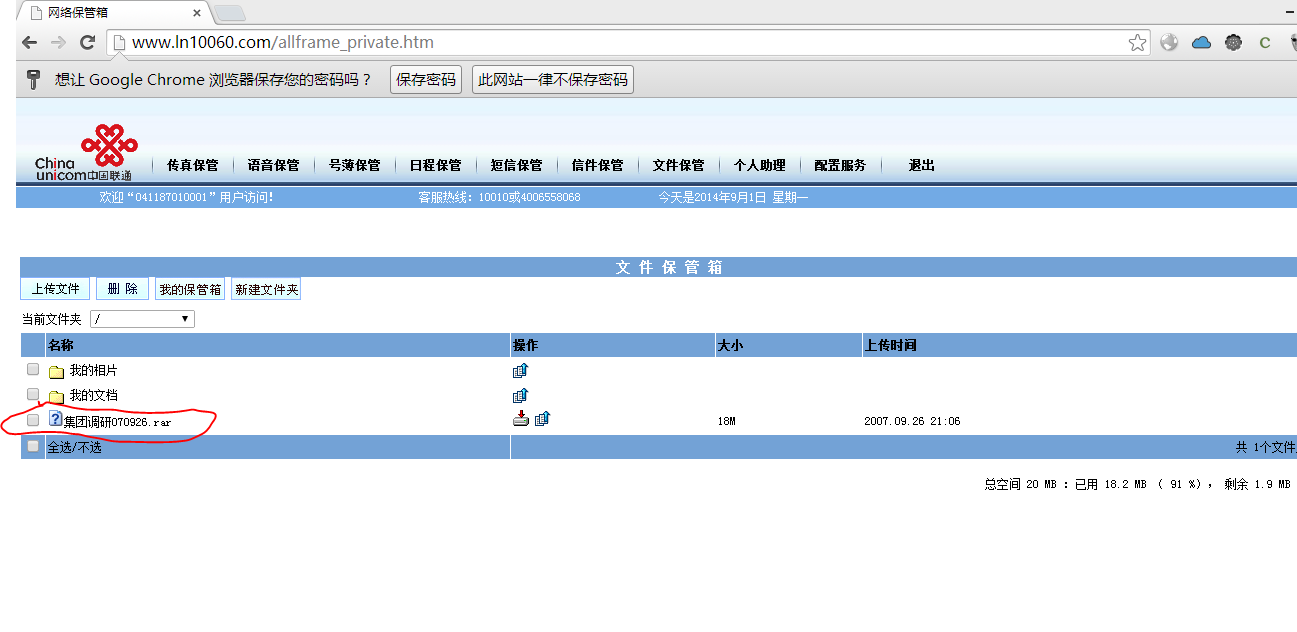 网络保管箱 ×
www.ln10060.com/allframe_private.htm
想让 Google Chrome 浏览器保存您的密码吗？ 保存密码 此网站一律不保存密码
China
unicom中国联通
传真保管 语音保管 号薄保管 日程保管 短信保管 信件保管 文件保管 个人助理 配置服务 退出
欢迎“041187010001”用户访问! 客服热线: 10010或4006558068 今天是2014年9月1日 星期一
文件保管箱
上传文件 删 除 我的保管箱 新建文件夹
当前文件夹 /
名称 操作 大小 上传时间
我的相片
我的文档
集团调研070926.rar 18M 2007.09.26 21:06
全选/不选 共 1个文件
总空间 20 MB : 已用 18.2 MB ( 91 %) , 剩余 1.9 MB